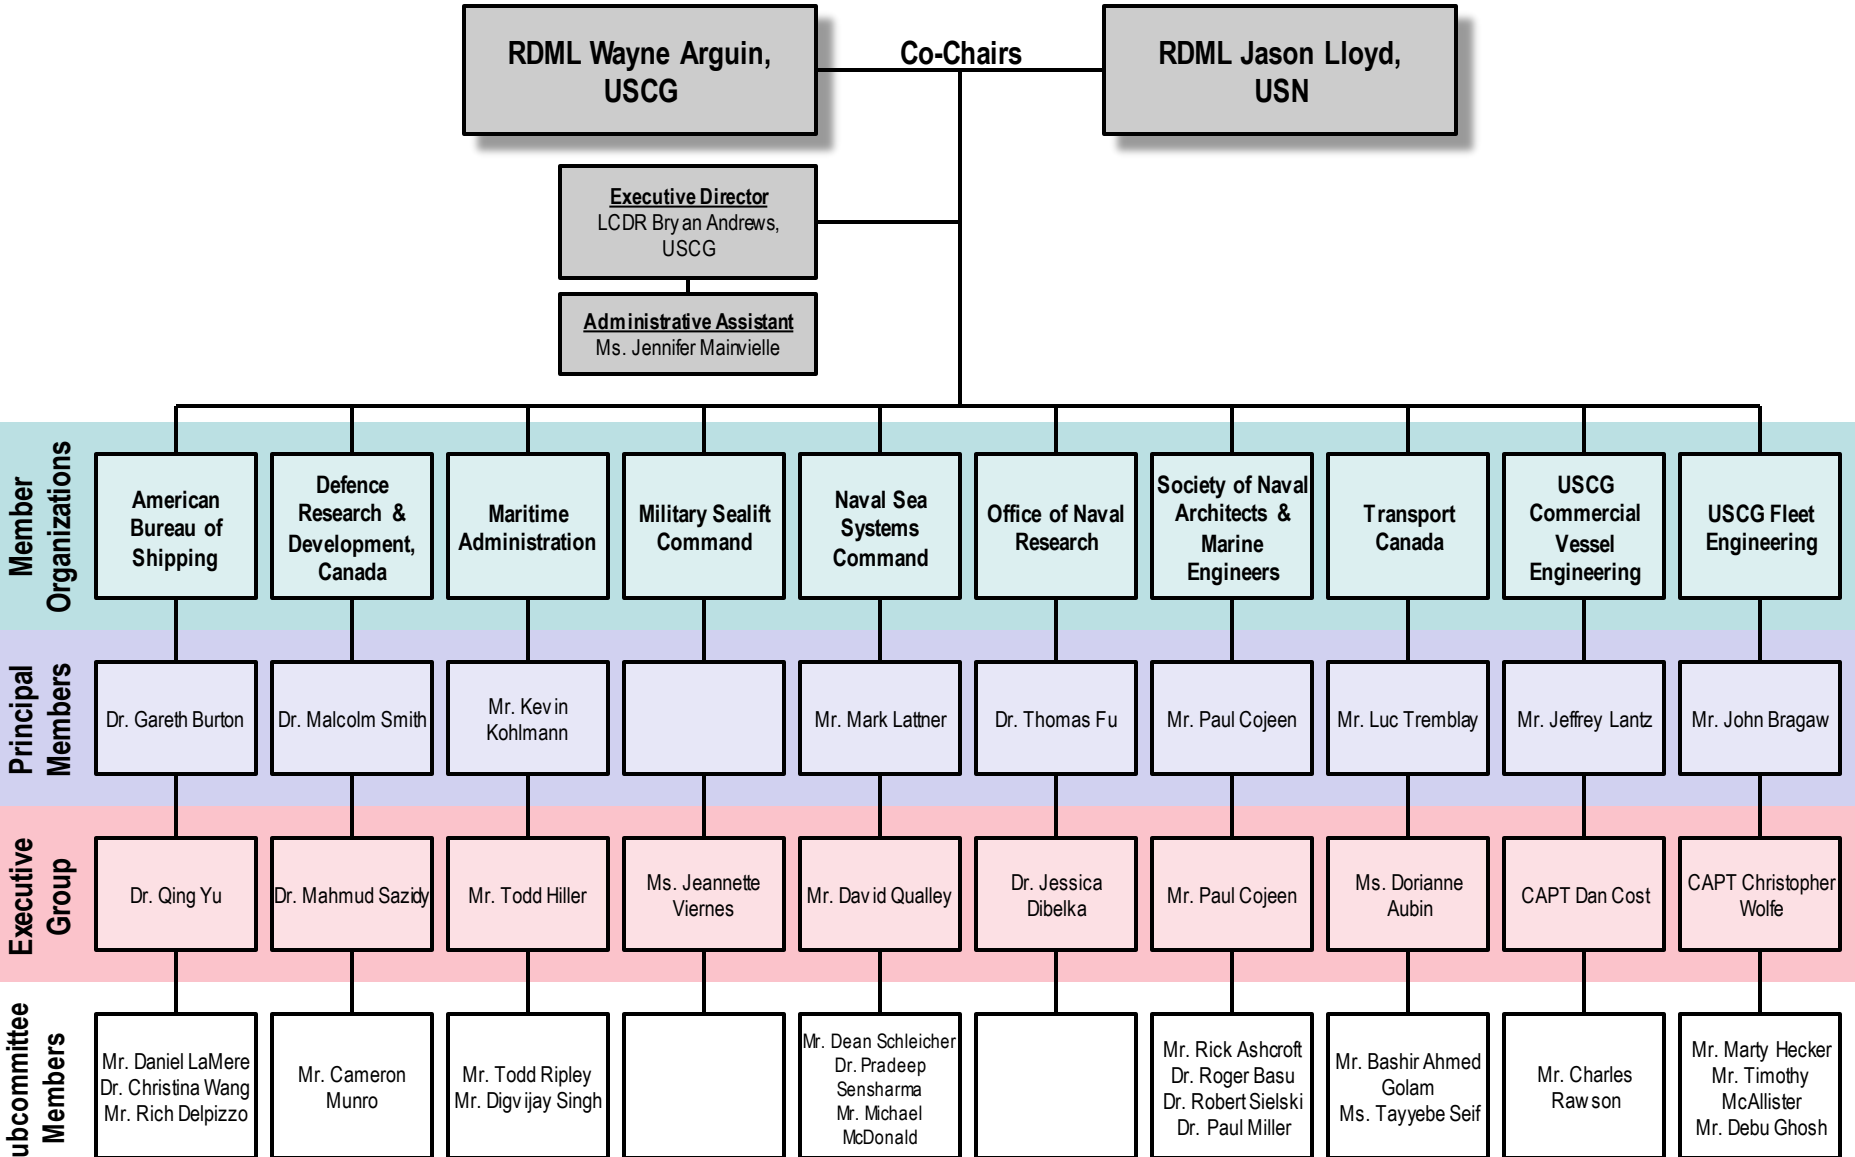 RDML Wayne Arguin,
USCG
Co-Chairs
RDML Jason Lloyd,
USN
Executive Director
LCDR Bryan Andrews,
USCG
Administrative Assistant
Ms. Jennifer Mainvielle
Member
Organizations
American
Bureau of
Shipping
Defence
Research &
Development,
Canada
Maritime
Administration
Military Sealift
Command
Naval Sea
Systems
Command
Office of Naval
Research
Society of Naval
Architects &
Marine
Engineers
Transport
Canada
USCG
Commercial
Vessel
Engineering
USCG Fleet
Engineering
Principal
Members
Dr. Gareth Burton
Dr. Malcolm Smith
Mr. Kevin
Kohlmann
Mr. Mark Lattner
Dr. Thomas Fu
Mr. Paul Cojeen
Mr. Luc Tremblay
Mr. Jeffrey Lantz
Mr. John Bragaw
Executive
Group
Dr. Qing Yu
Dr. Mahmud Sazidy
Mr. Todd Hiller
Ms. Jeannette
Viernes
Mr. David Qualley
Dr. Jessica
Dibelka
Mr. Paul Cojeen
Ms. Dorianne
Aubin
CAPT Dan Cost
CAPT Christopher
Wolfe
ubcommittee
Members
Mr. Daniel LaMere
Dr. Christina Wang
Mr. Rich Delpizzo
Mr. Cameron
Munro
Mr. Todd Ripley
Mr. Digvijay Singh
Mr. Dean Schleicher
Dr. Pradeep
Sensharma
Mr. Michael
McDonald
Mr. Rick Ashcroft
Dr. Roger Basu
Dr. Robert Sielski
Dr. Paul Miller
Mr. Bashir Ahmed
Golam
Ms. Tayyebe Seif
Mr. Charles
Rawson
Mr. Marty Hecker
Mr. Timothy
McAllister
Mr. Debu Ghosh